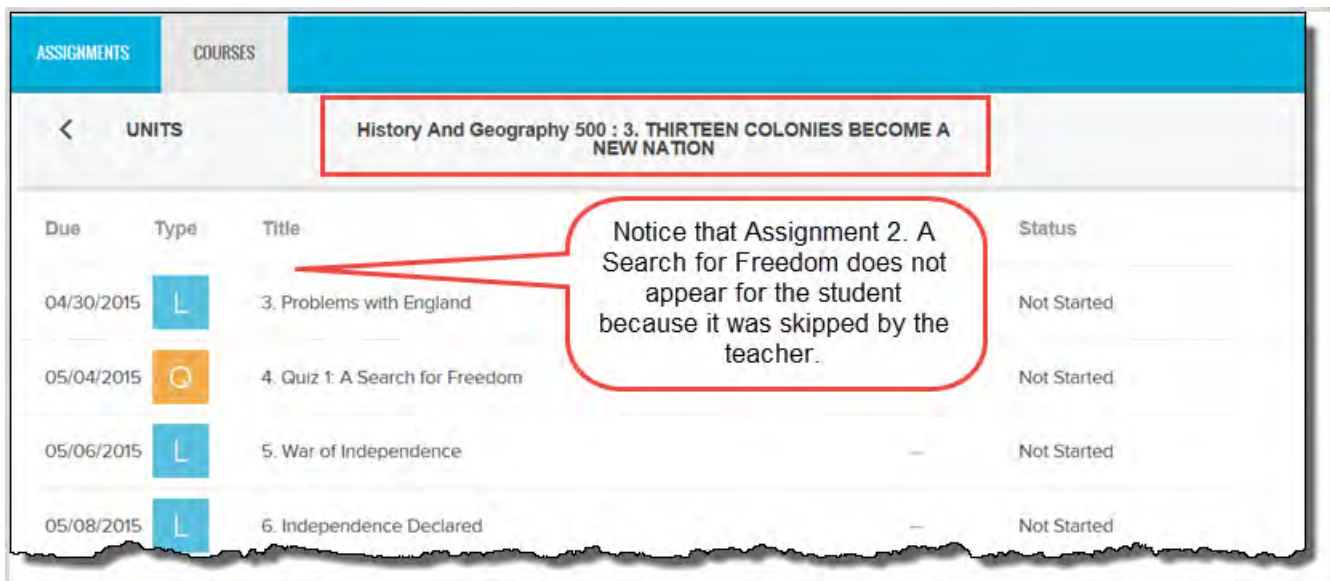 ASSIGNMENTS COURSES
< UNITS History And Geography 500 : 3. THIRTEEN COLONIES BECOME A
NEW NATION
Due Type Title Status
Notice that Assignment 2. A
Search for Freedom does not
appear for the student
because it was skipped by the
teacher.
04/30/2015 L 3. Problems with England Not Started
05/04/2015 Q 4. Quiz 1: A Search for Freedom Not Started
05/06/2015 L 5. War of Independence -- Not Started
05/08/2015 L 6. Independence Declared -- Not Started